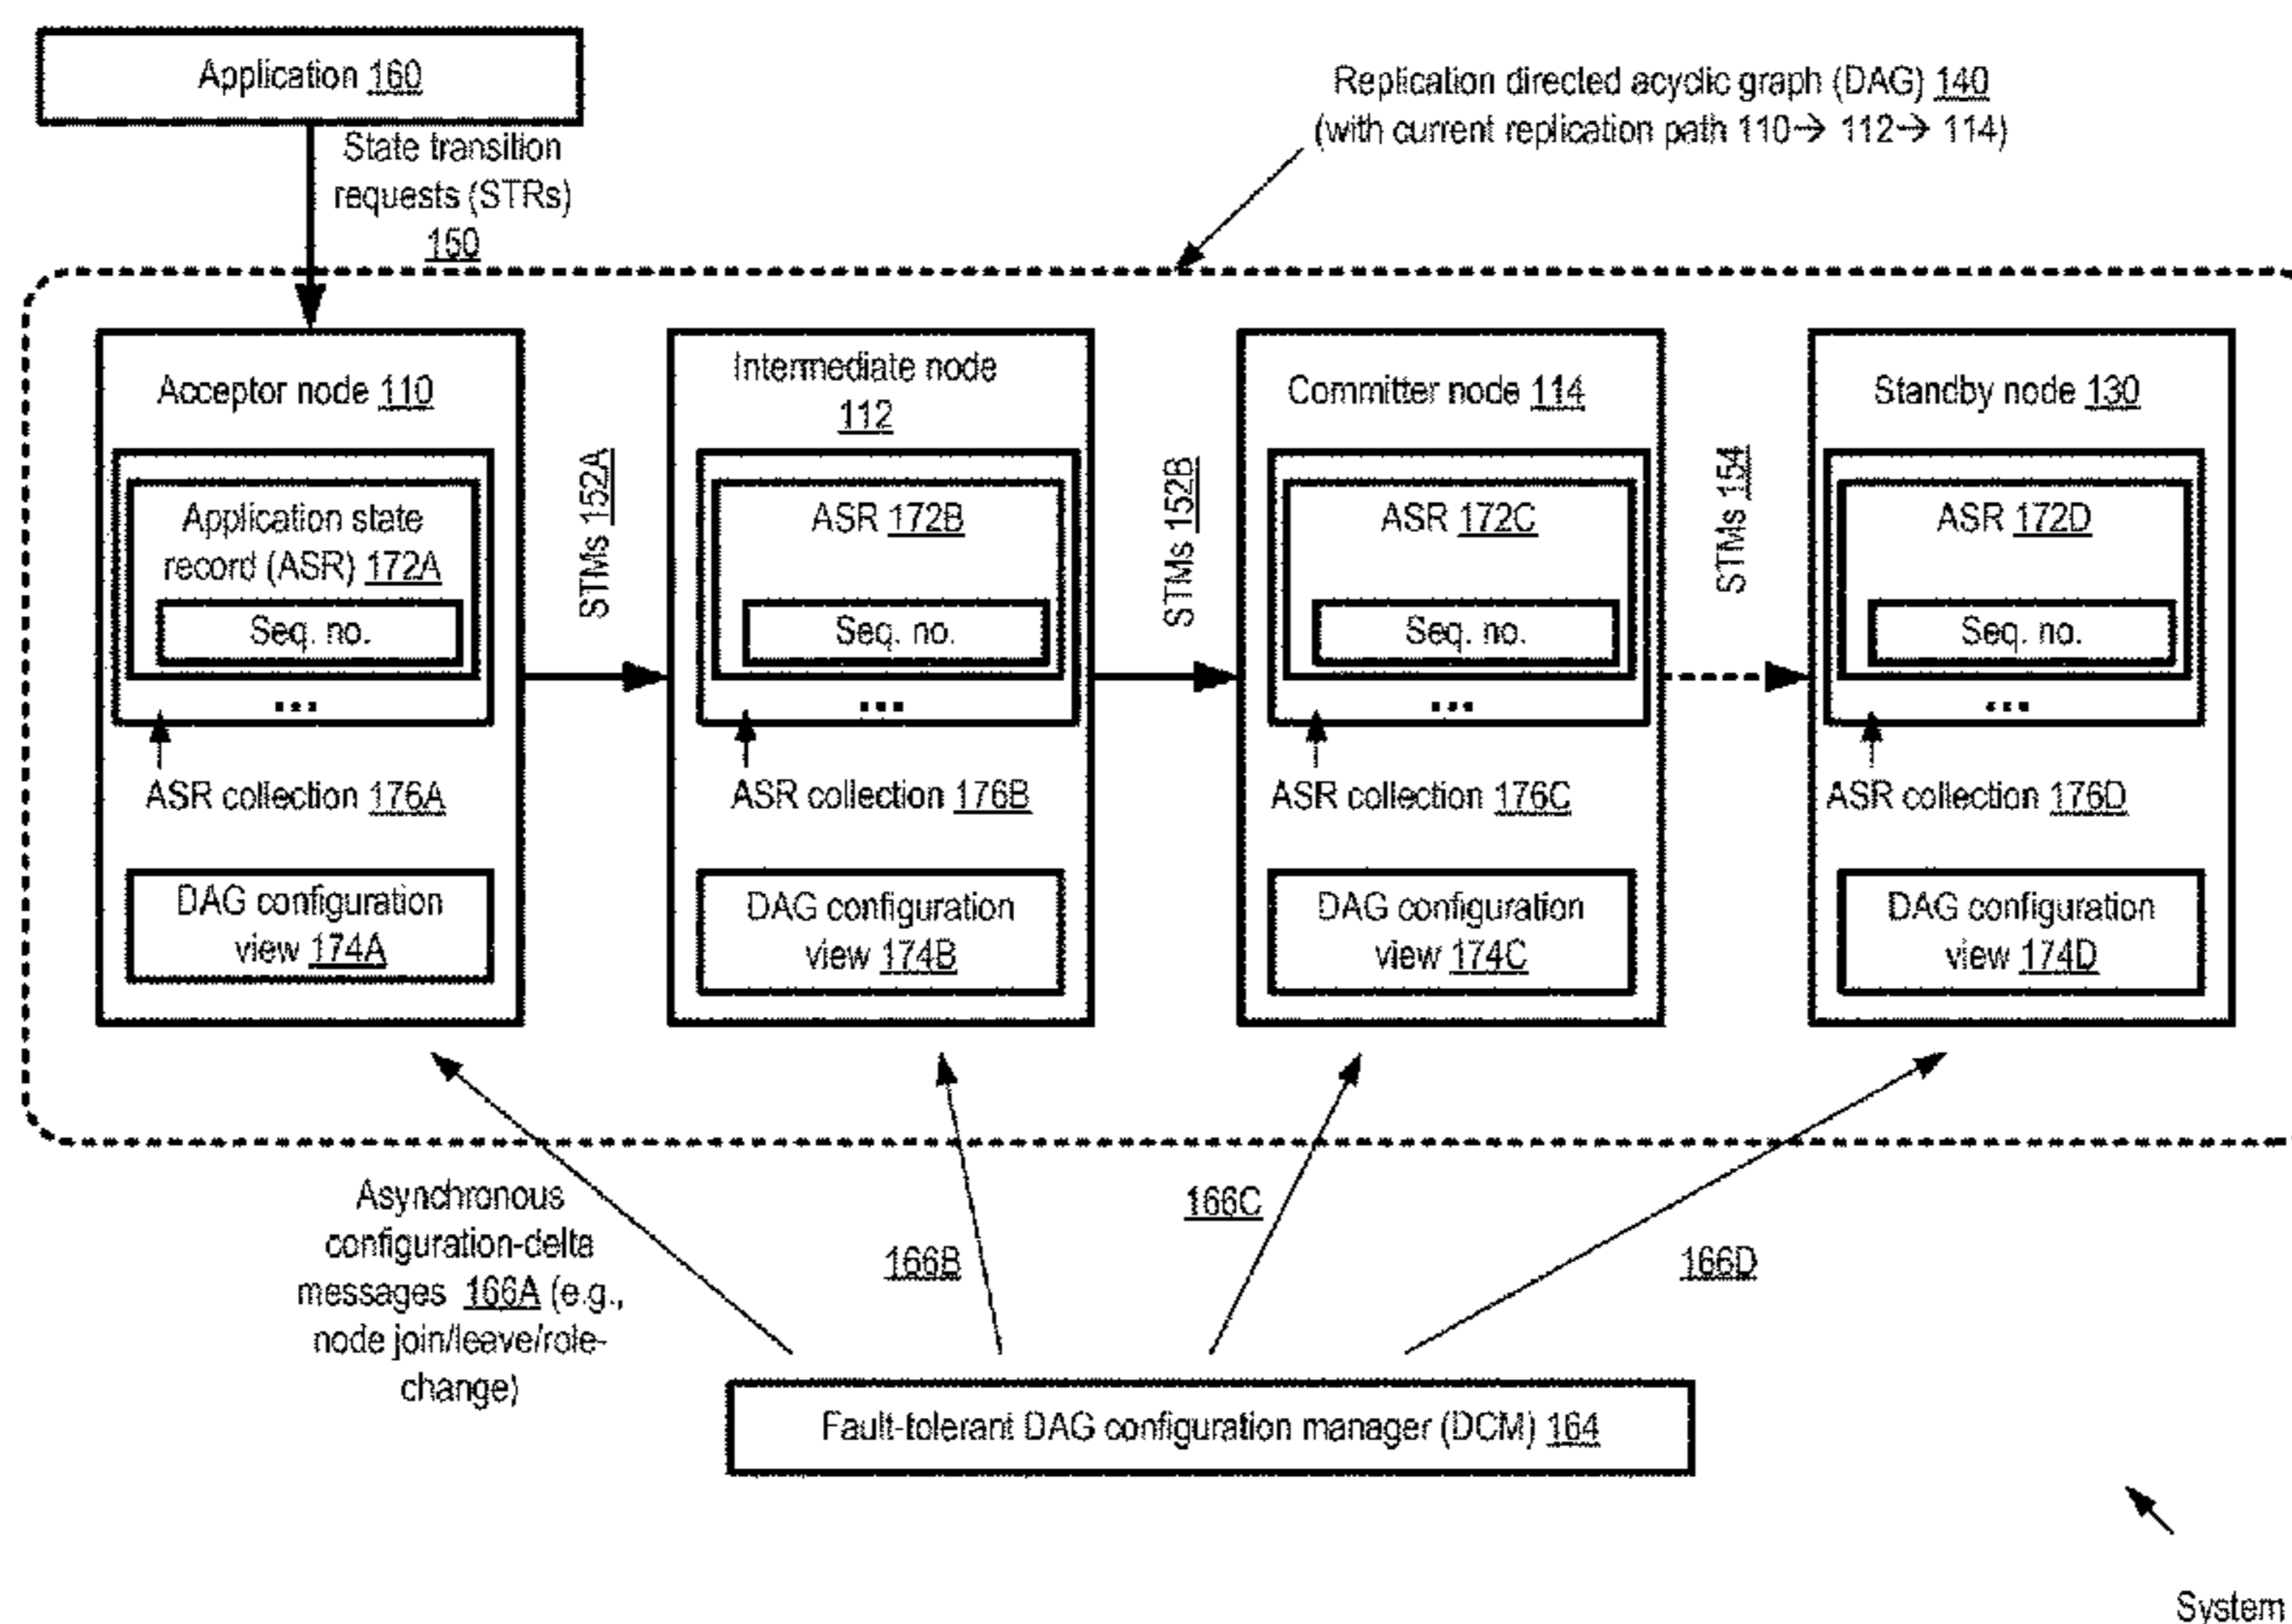 Application 160
State transition
requests (STRs)
150
Replication directed acyclic graph (DAG) 140
(with current replication path 110→ 112→ 114)
Acceptor node 110
Application state
record (ASR) 172A
Seq. no.
...
ASR collection 176A
DAG configuration
view 174A
STMs 152A
Intermediate node
112
ASR 172B
Seq. no.
...
ASR collection 176B
DAG configuration
view 174B
STMs 152B
Committer node 114
ASR 172C
Seq. no.
...
ASR collection 176C
DAG configuration
view 174C
STMs 154
Standby node 130
ASR 172D
Seq. no.
...
ASR collection 176D
DAG configuration
view 174D
Asynchronous
configuration-delta
messages 166A (e.g.,
node join/leave/role-
change)
166B
166C
166D
Fault-tolerant DAG configuration manager (DCM) 164
System